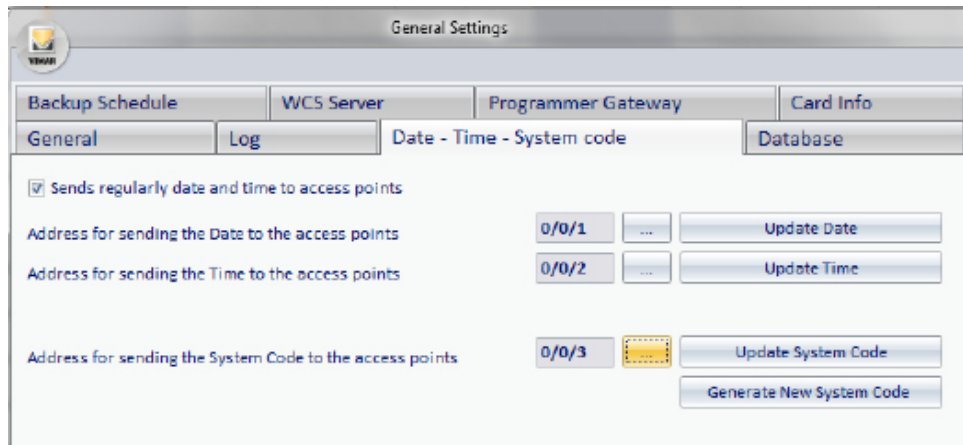 General Settings
VIMAR
Backup Schedule WCS Server Programmer Gateway Card Info
General Log Date - Time - System code Database
Sends regularly date and time to access points
Address for sending the Date to the access points 0/0/1 ... Update Date
Address for sending the Time to the access points 0/0/2 ... Update Time
Address for sending the System Code to the access points 0/0/3 ... Update System Code
Generate New System Code